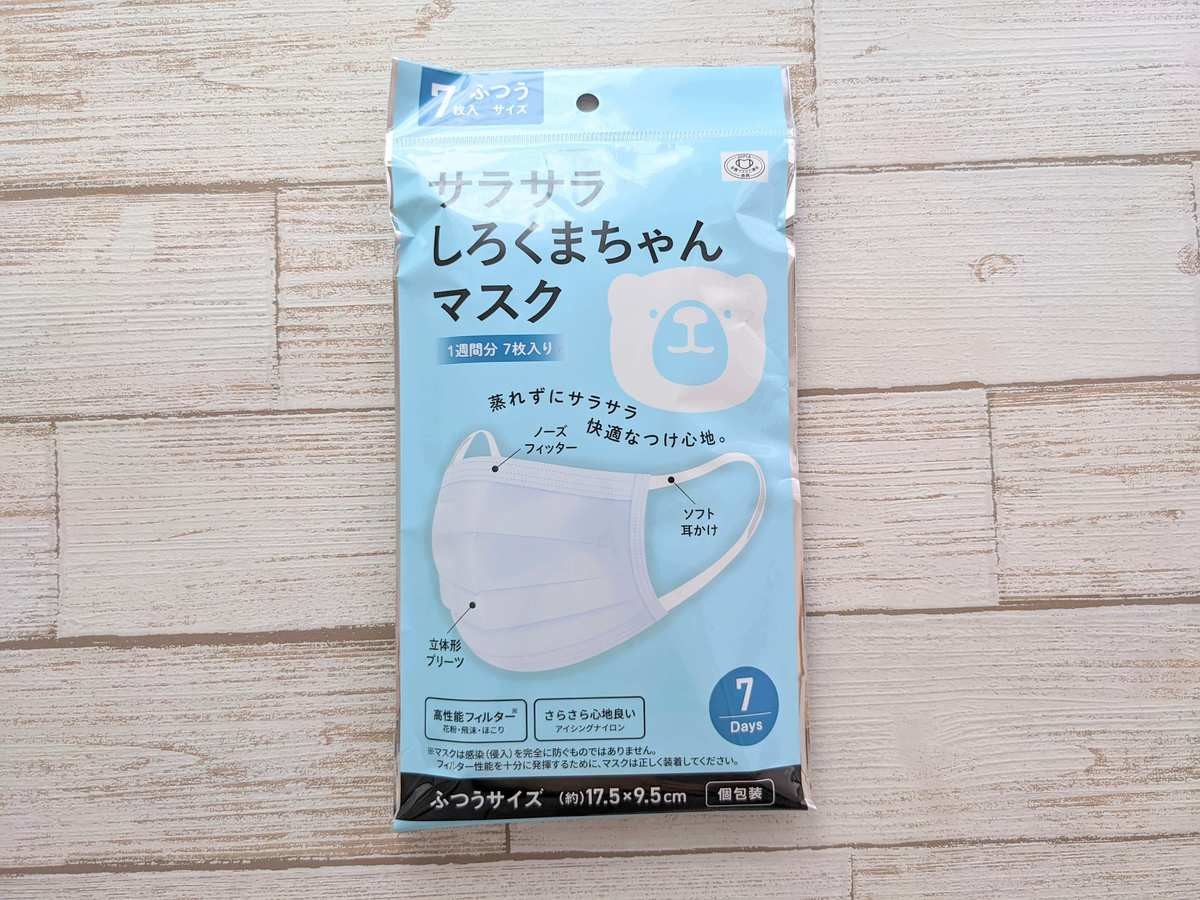 7 ふつう
枚入 サイズ
サラサラ
しろくまちゃん
マスク
1週間分 7枚入り
蒸れずにサラサラ
快適なつけ心地。
ノーズ
フィッター
ソフト
耳かけ
立体形
プリーツ
7
Days
高性能フィルター※
花粉・飛沫・ほこり
さらさら心地良い
アイシングナイロン
※マスクは感染(侵入)を完全に防ぐものではありません。
フィルター性能を十分に発揮するために、マスクは正しく装着してください。
ふつうサイズ (約)17.5×9.5cm 個包装